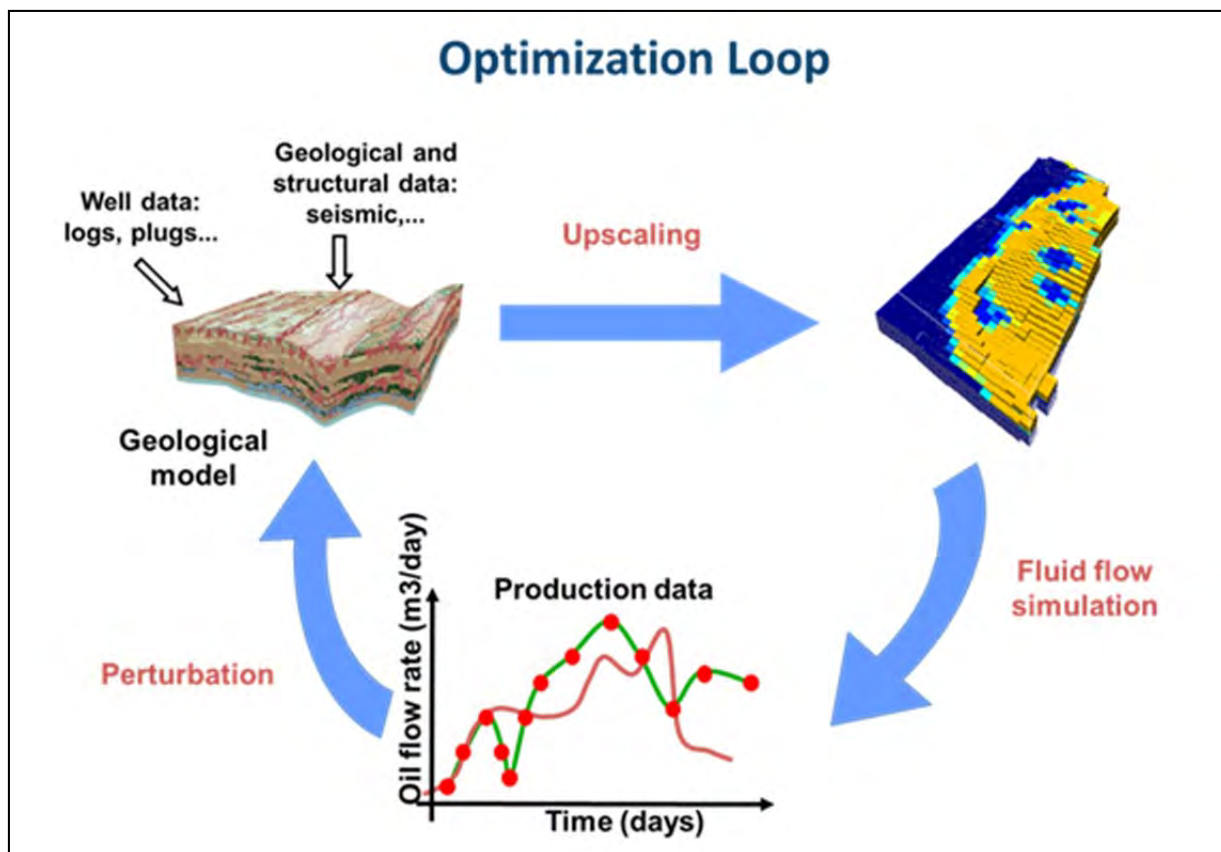 Optimization Loop
Geological and
structural data:
seismic,...
Well data:
logs, plugs...
Upscaling
Geological
model
Fluid flow
simulation
Production data
Oil flow rate (m3/day)
Perturbation
Time (days)